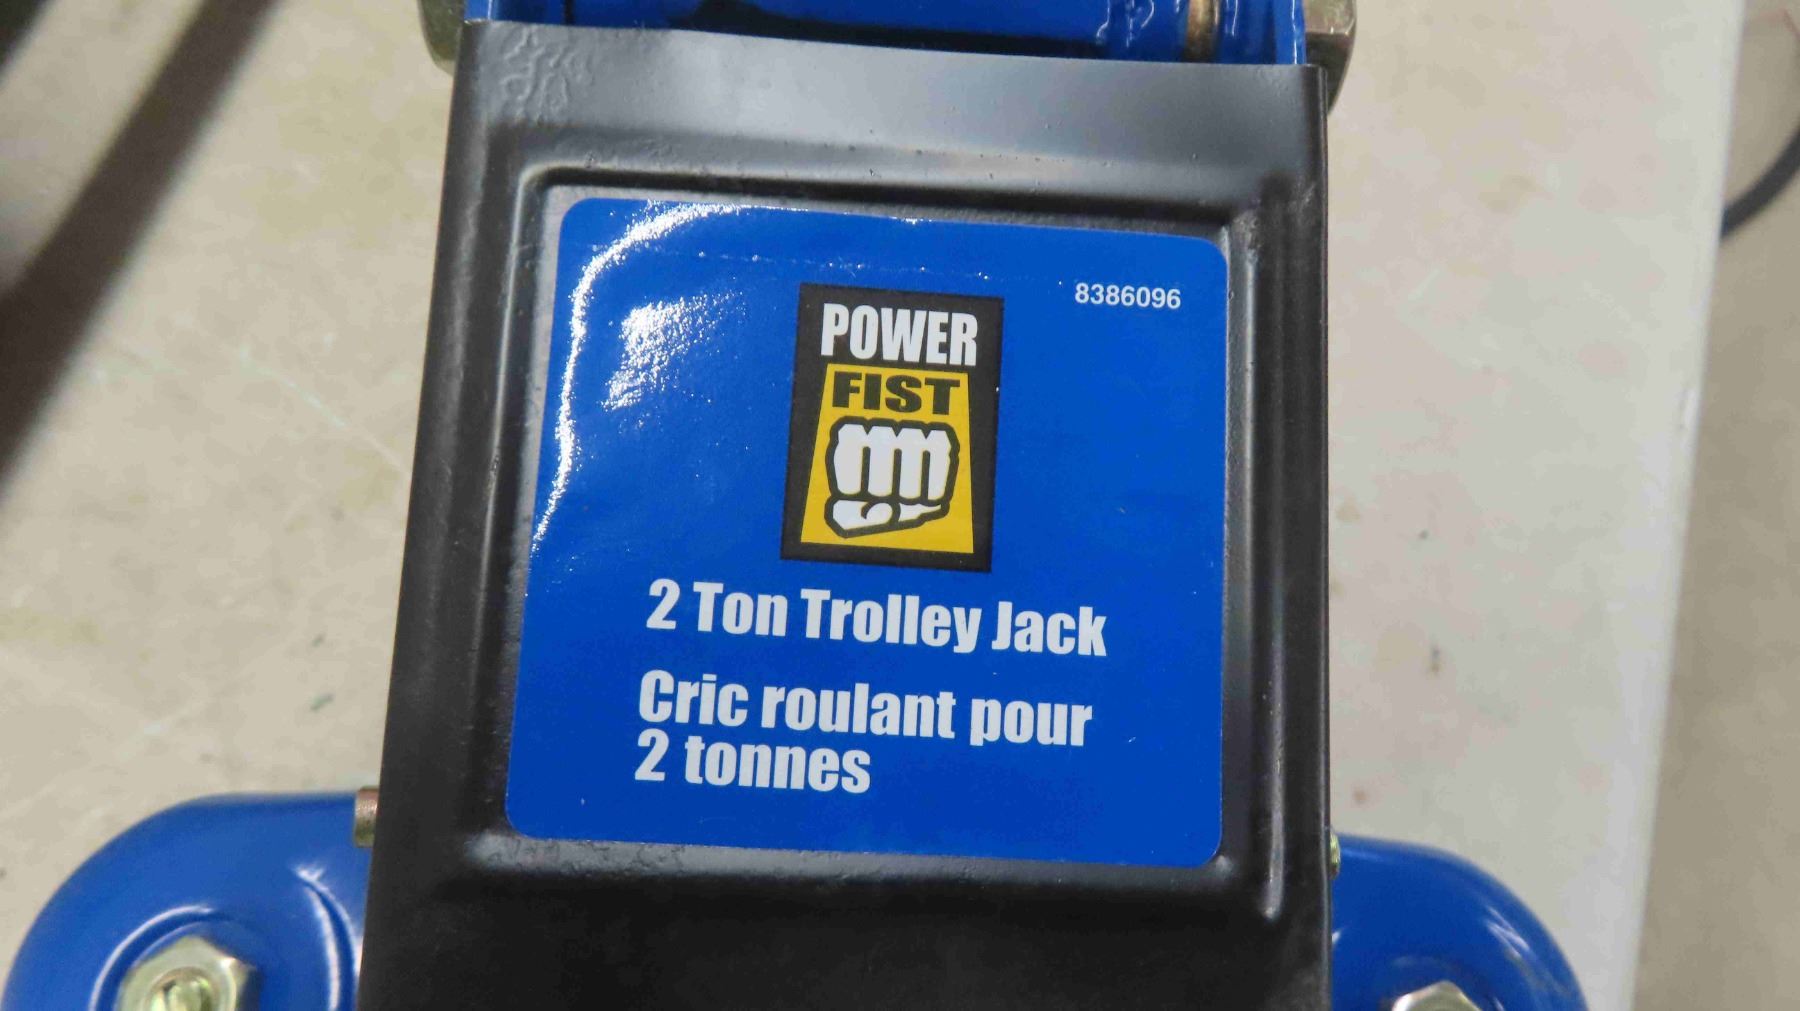 8386096
POWER
FIST
2 Ton Trolley Jack
Cric roulant pour
2 tonnes